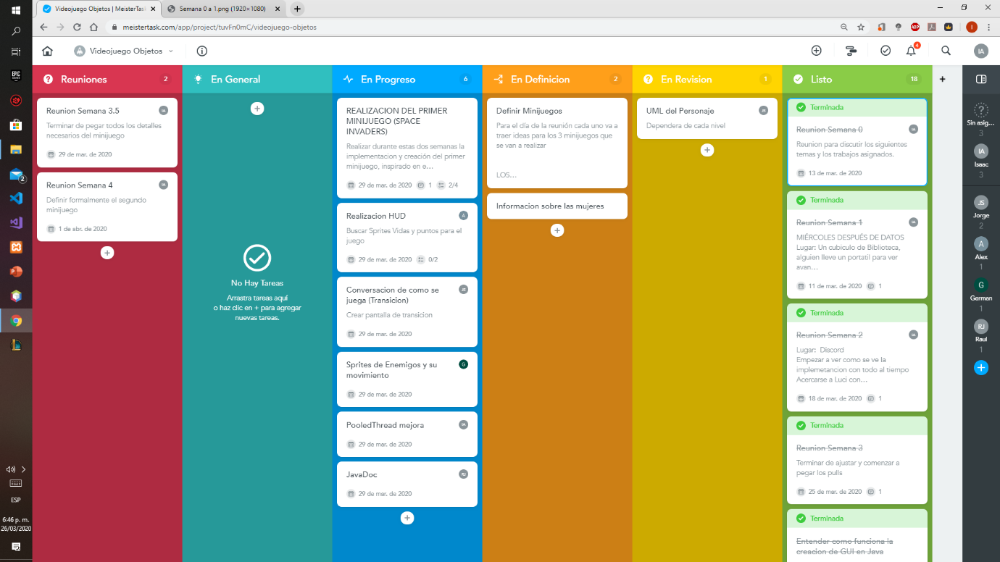 Videojuego Objetos | MeisterTas
Semana 0 a 1.png (1920×1080)
meistertask.com/app/project/tuvFn0mC/videojuego-objetos
Videojuego Objetos
4
IA
Reuniones 2
Reunion Semana 3.5 IA
Terminar de pegar todos los detalles
necesarios del minijuego
29 de mar. de 2020
Reunion Semana 4 IA
Definir formalmente el segundo
minijuego
1 de abr. de 2020
En General
No Hay Tareas
Arrastra tareas aquí
o haz clic en + para agregar
nuevas tareas.
En Progreso 6
REALIZACION DEL PRIMER
MINIJUEGO (SPACE
INVADERS)
Realizar durante estas dos semanas la
implementacion y creación del primer
minijuego, inspirado en e...
29 de mar. de 2020 1 2/4
Realizacion HUD A
Buscar Sprites Vidas y puntos para el
juego
29 de mar. de 2020 0/2
Conversacion de como se JS
juega (Transicion)
Crear pantalla de transicion
29 de mar. de 2020
Sprites de Enemigos y su G
movimiento
29 de mar. de 2020
PooledThread mejora IA
29 de mar. de 2020
JavaDoc RJ
29 de mar. de 2020
En Definicion 2
Definir Minijuegos
Para el día de la reunión cada uno va a
traer ideas para los 3 minijuegos que
se van a realizar
LOS...
Informacion sobre las mujeres
En Revision 1
UML del Personaje JS
Dependera de cada nivel
Listo 18
Terminada
Reunion Semana 0 IA
Reunion para discutir los siguientes
temas y los trabajos asignados.
13 de mar. de 2020
Terminada
Reunion Semana 1 IA
MIÉRCOLES DESPUÉS DE DATOS
Lugar: Un cubiculo de Biblioteca,
alguien lleve un portatil para ver
avan...
11 de mar. de 2020 1
Terminada
Reunion Semana 2 IA
Lugar: Discord
Empezar a ver como se ve la
implemetancion con todo al tiempo
Acercarse a Luci con...
18 de mar. de 2020 1
Terminada
Reunion Semana 3
Terminar de ajustar y comenzar a
pegar los pulls
25 de mar. de 2020 1
Terminada
Entender como funciona la
creacion de GUI en Java
Sin asig...
3
IA
Isaac
3
JS
Jorge
2
A
Alex
1
G
German
1
RJ
Raul
1
EPIC
2
ABP
I
ESP
6:46 p. m.
26/03/2020